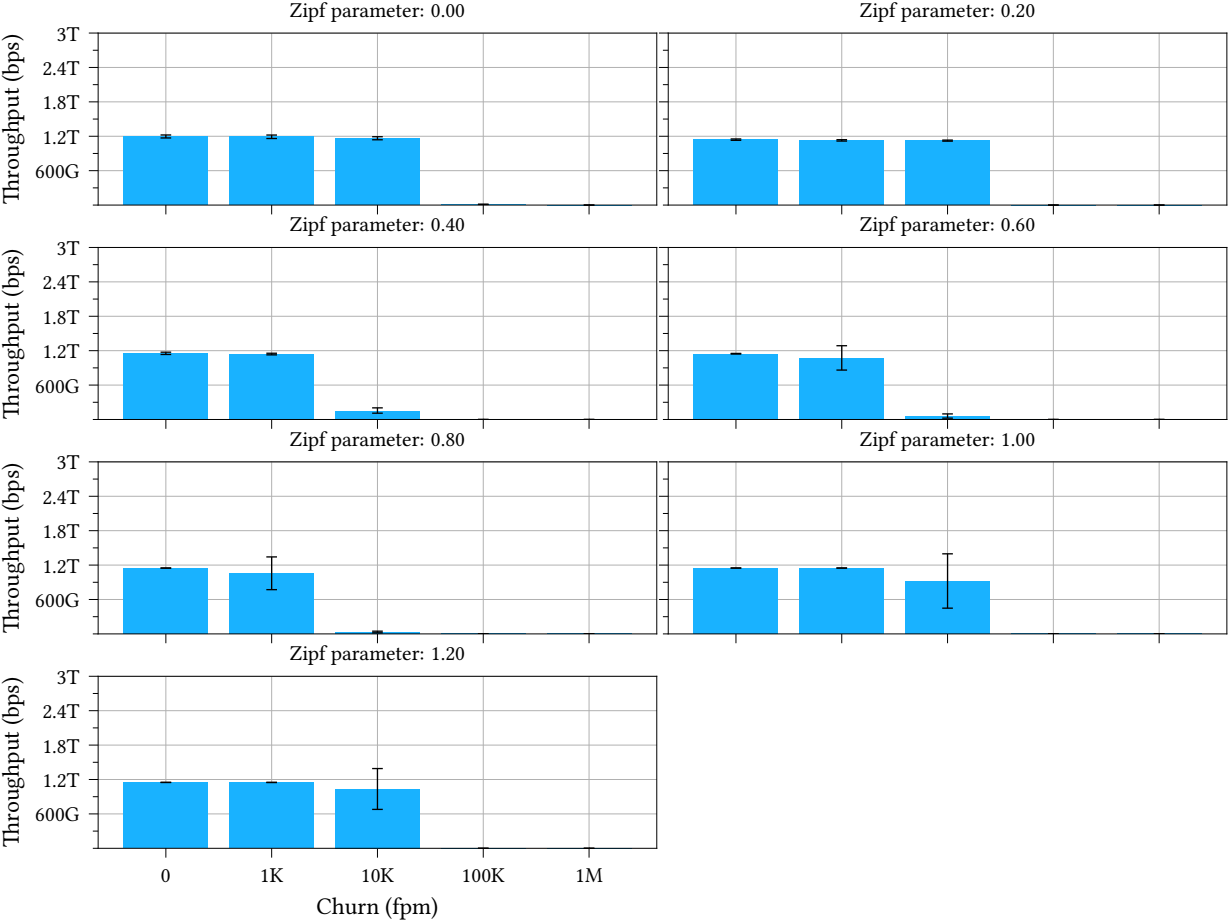 Zipf parameter: 0.00
Zipf parameter: 0.20
Throughput (bps)
3T
2.4T
1.8T
1.2T
600G
Zipf parameter: 0.40
Zipf parameter: 0.60
Throughput (bps)
3T
2.4T
1.8T
1.2T
600G
Zipf parameter: 0.80
Zipf parameter: 1.00
Throughput (bps)
3T
2.4T
1.8T
1.2T
600G
Zipf parameter: 1.20
Throughput (bps)
3T
2.4T
1.8T
1.2T
600G
0 1K 10K 100K 1M
Churn (fpm)